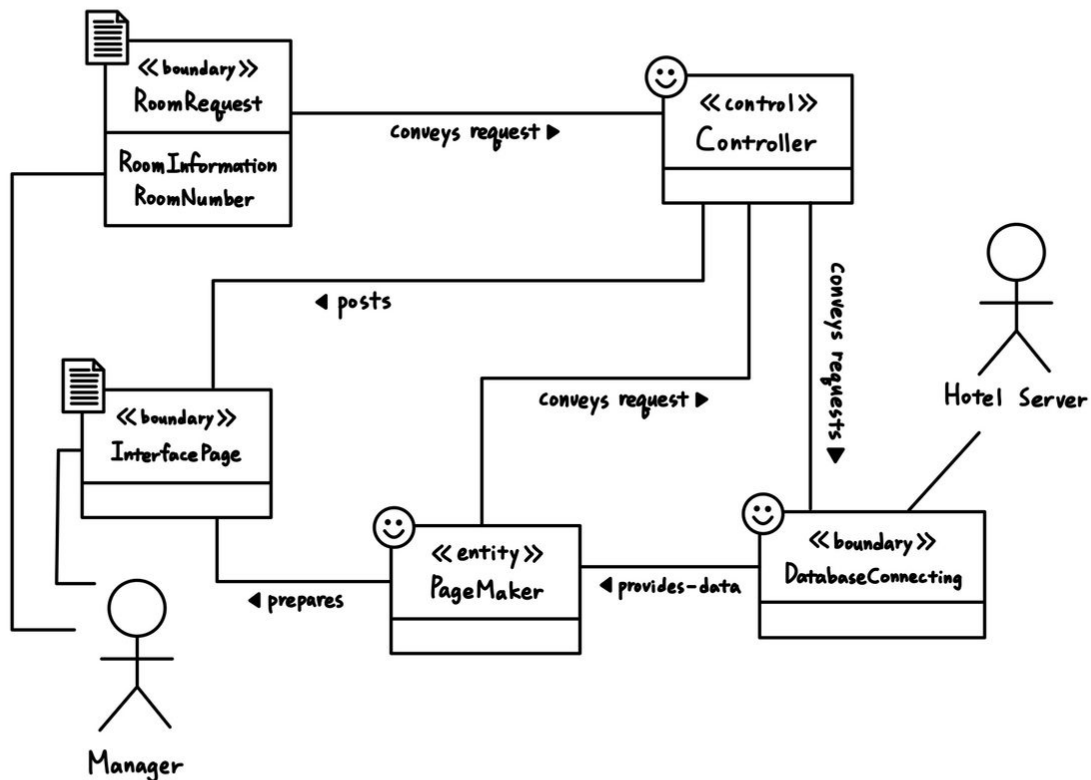 ≪boundary≫
RoomRequest
RoomInformation
RoomNumber
Conveys request ▶
≪control≫
Controller
◀ posts
Conveys requests ▶
Hotel Server
≪boundary≫
InterfacePage
Conveys request ▶
≪entity≫
PageMaker
◀ prepares
◀ provides-data
≪boundary≫
DatabaseConnecting
Manager